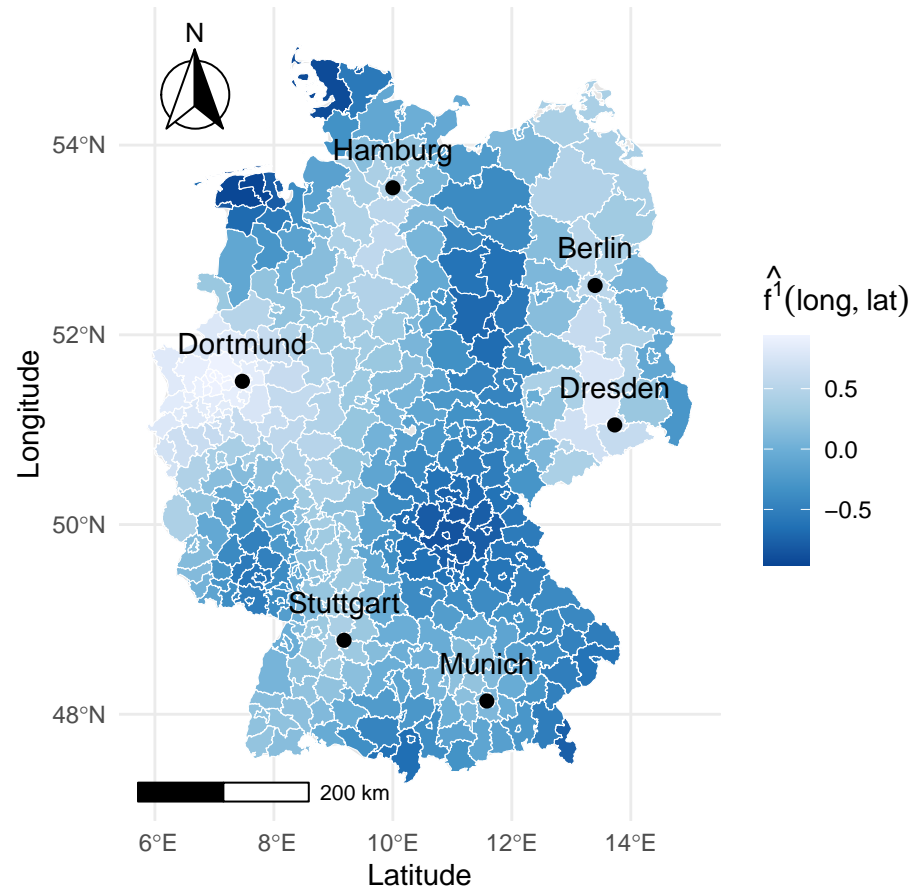 N
54°N
52°N
50°N
48°N
Longitude
Hamburg
Berlin
Dortmund
Dresden
Stuttgart
Munich
200 km
6°E 8°E 10°E 12°E 14°E
Latitude
f̂¹(long, lat)
0.5
0.0
−0.5